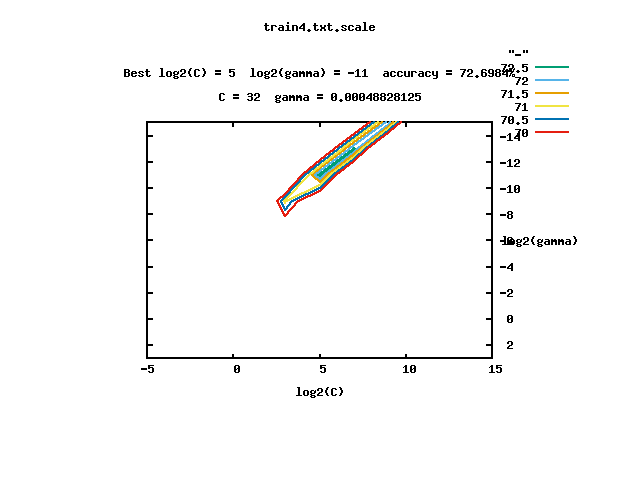 train4.txt.scale
"-"
Best log2(C) = 5  log2(gamma) = -11  accuracy = 72.6984%
72.5
72
71.5
71
70.5
70
C = 32  gamma = 0.00048828125
-14
-12
-10
-8
-6
log2(gamma)
-4
-2
0
2
-5 0 5 10 15
log2(C)